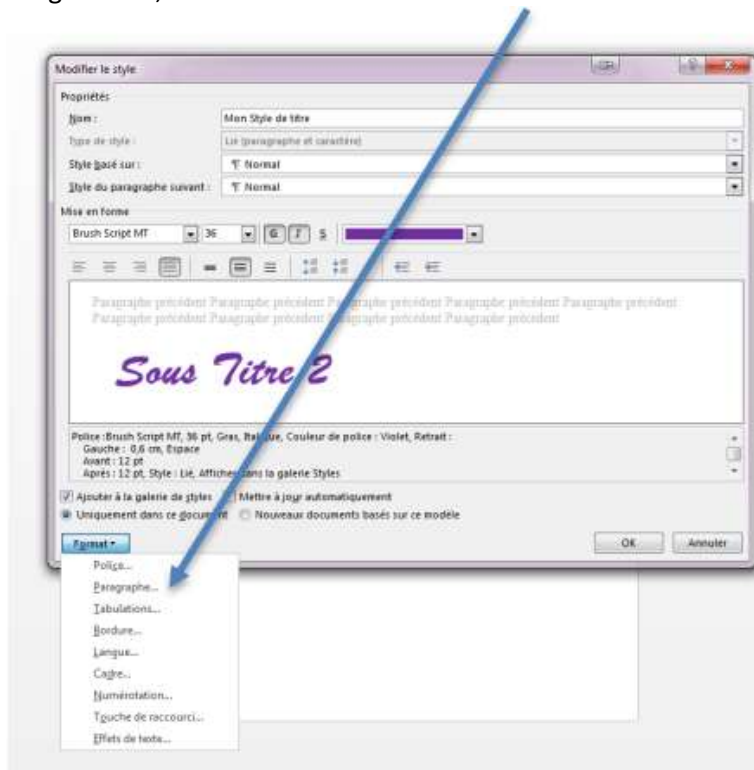 Modifier le style
Propriétés
Nom : Mon Style de titre
Type de style : Lié (paragraphe et caractère)
Style basé sur : ¶ Normal
Style du paragraphe suivant : ¶ Normal
Mise en forme
Brush Script MT 36 G I S
Paragraphe précédent Paragraphe précédent Paragraphe précédent Paragraphe précédent Paragraphe précédent
Paragraphe précédent Paragraphe précédent Paragraphe précédent Paragraphe précédent
Sous Titre 2
Police :Brush Script MT, 36 pt, Gras, Italique, Couleur de police : Violet, Retrait :
Gauche : 0,6 cm, Espace
Avant : 12 pt
Après : 12 pt, Style : Lié, Afficher dans la galerie Styles
Ajouter à la galerie de styles Mettre à jour automatiquement
Uniquement dans ce document Nouveaux documents basés sur ce modèle
Format OK Annuler
Police...
Paragraphe...
Tabulations...
Bordure...
Langue...
Cadre...
Numérotation...
Touche de raccourci...
Effets de texte...